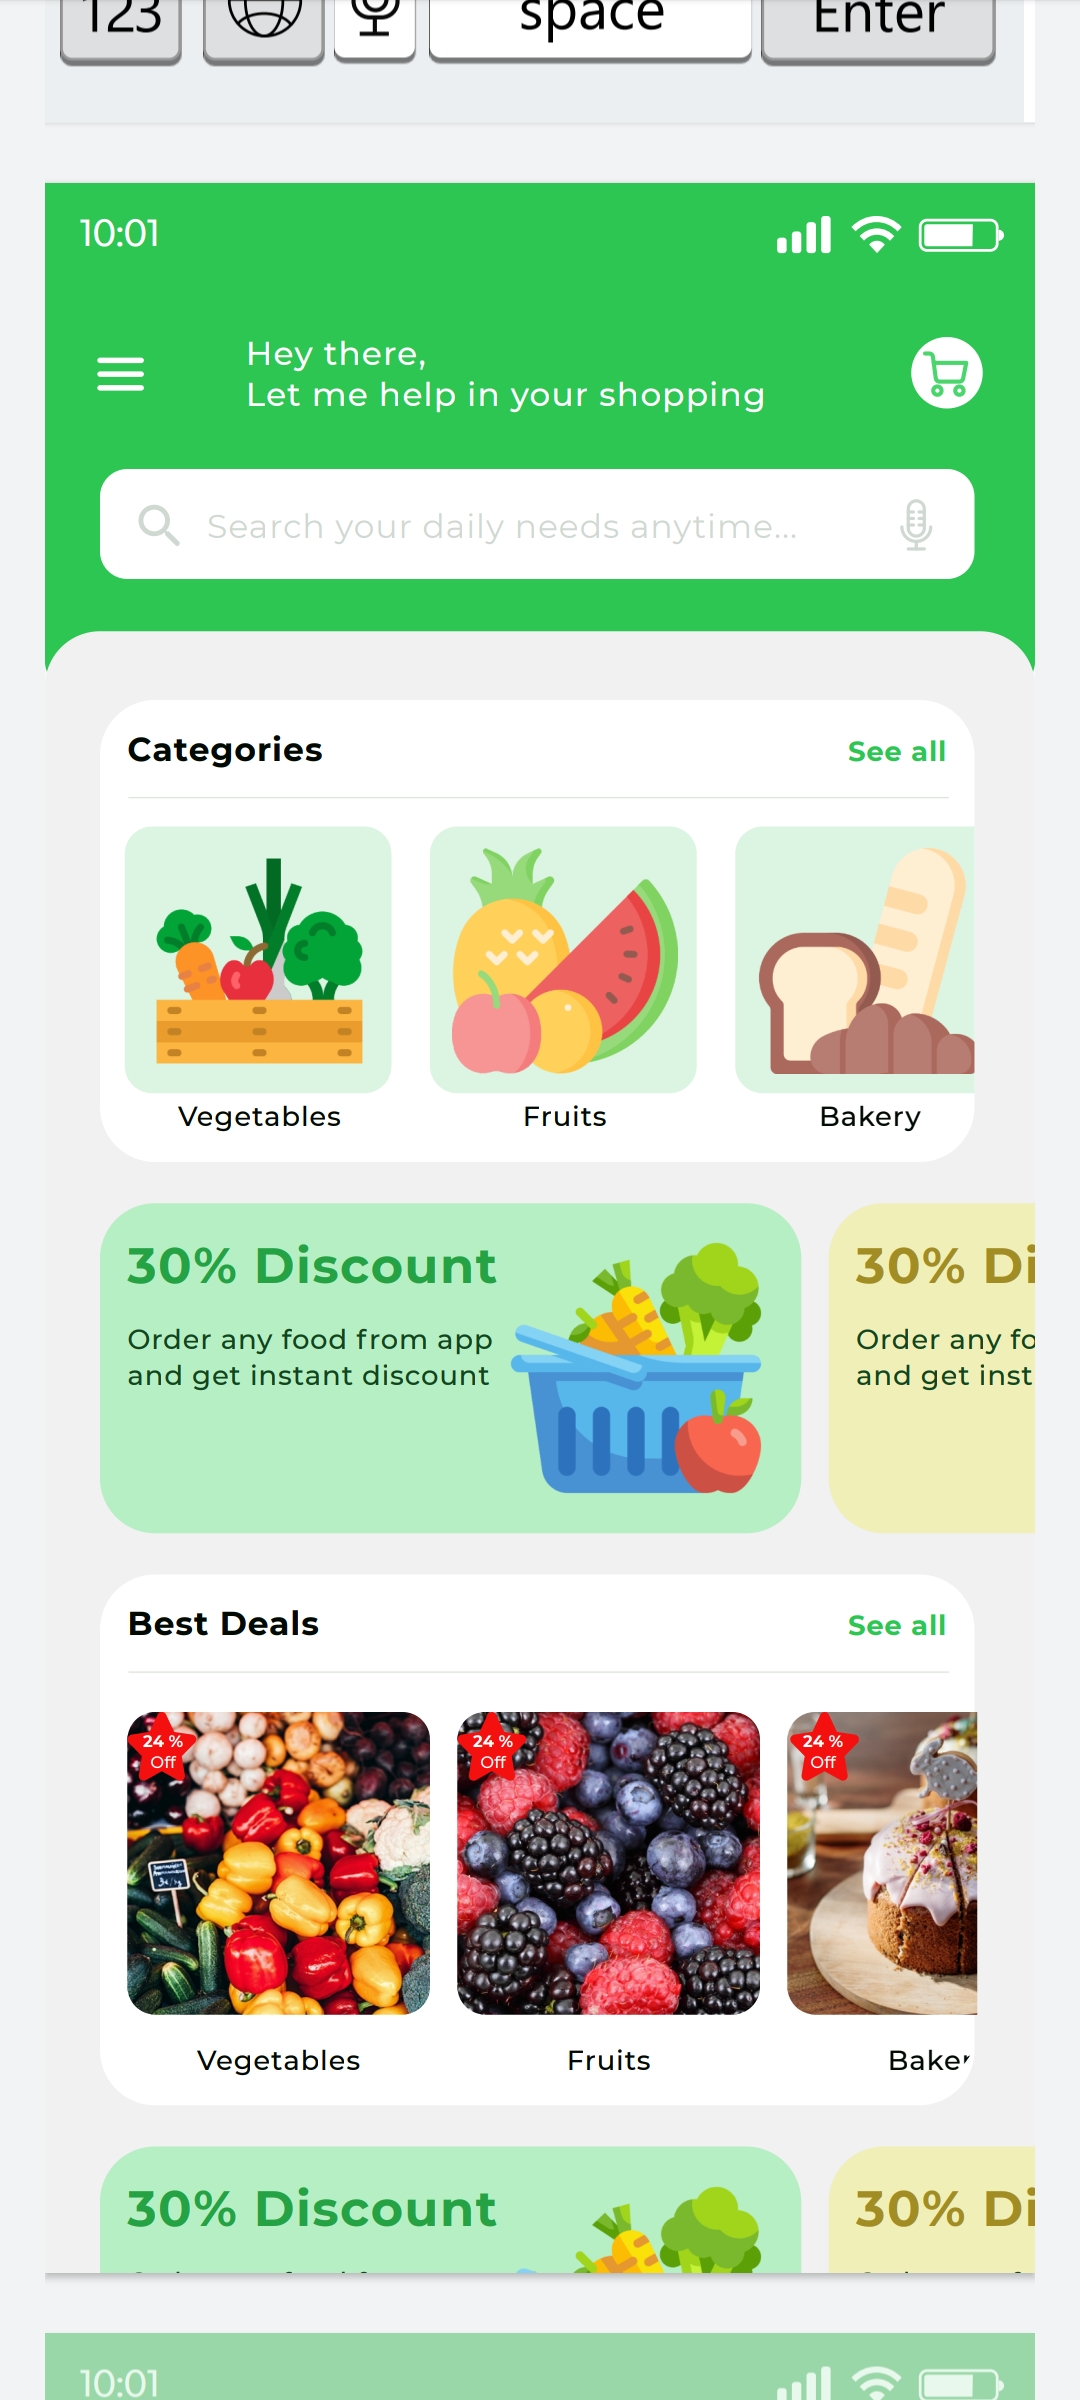 123
space
Enter
10:01
Hey there,
Let me help in your shopping
Search your daily needs anytime...
Categories
See all
Vegetables
Fruits
Bakery
30% Discount
Order any food from app
and get instant discount
30% Di
Order any fo
and get inst
Best Deals
See all
24 %
Off
24 %
Off
24 %
Off
Vegetables
Fruits
Baker
30% Discount
30% Di
10:01